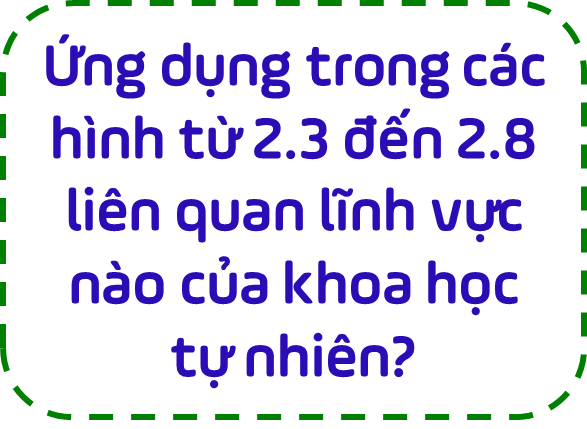 Ứng dụng trong các
hình từ 2.3 đến 2.8
liên quan lĩnh vực
nào của khoa học
tự nhiên?